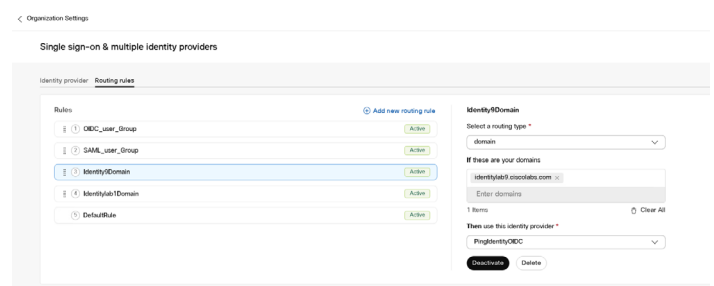 Organization Settings
Single sign-on & multiple identity providers
Identity provider Routing rules
Rules
Add new routing rule
1 OIDC_user_Group Active
2 SAML_user_Group Active
3 Identity9Domain Active
4 Identitylab1Domain Active
5 DefaultRule Active
Identity9Domain
Select a routing type *
domain
If these are your domains
identitylab9.ciscolabs.com ×
Enter domains
1 Items Clear All
Then use this identity provider *
PingIdentityOIDC
Deactivate Delete